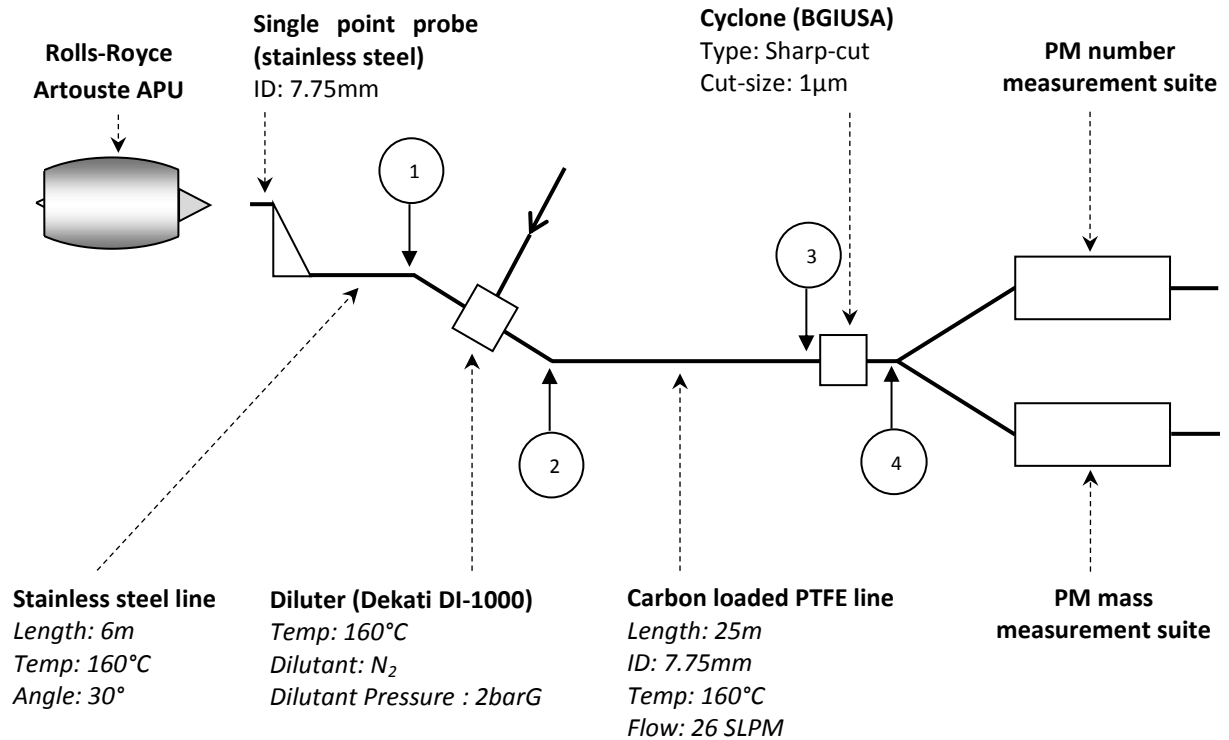 Rolls-Royce
Artouste APU
Single point probe
(stainless steel)
ID: 7.75mm
Cyclone (BGIUSA)
Type: Sharp-cut
Cut-size: 1µm
PM number
measurement suite
1
2
3
4
Stainless steel line
Length: 6m
Temp: 160°C
Angle: 30°
Diluter (Dekati DI-1000)
Temp: 160°C
Dilutant: N₂
Dilutant Pressure : 2barG
Carbon loaded PTFE line
Length: 25m
ID: 7.75mm
Temp: 160°C
Flow: 26 SLPM
PM mass
measurement suite